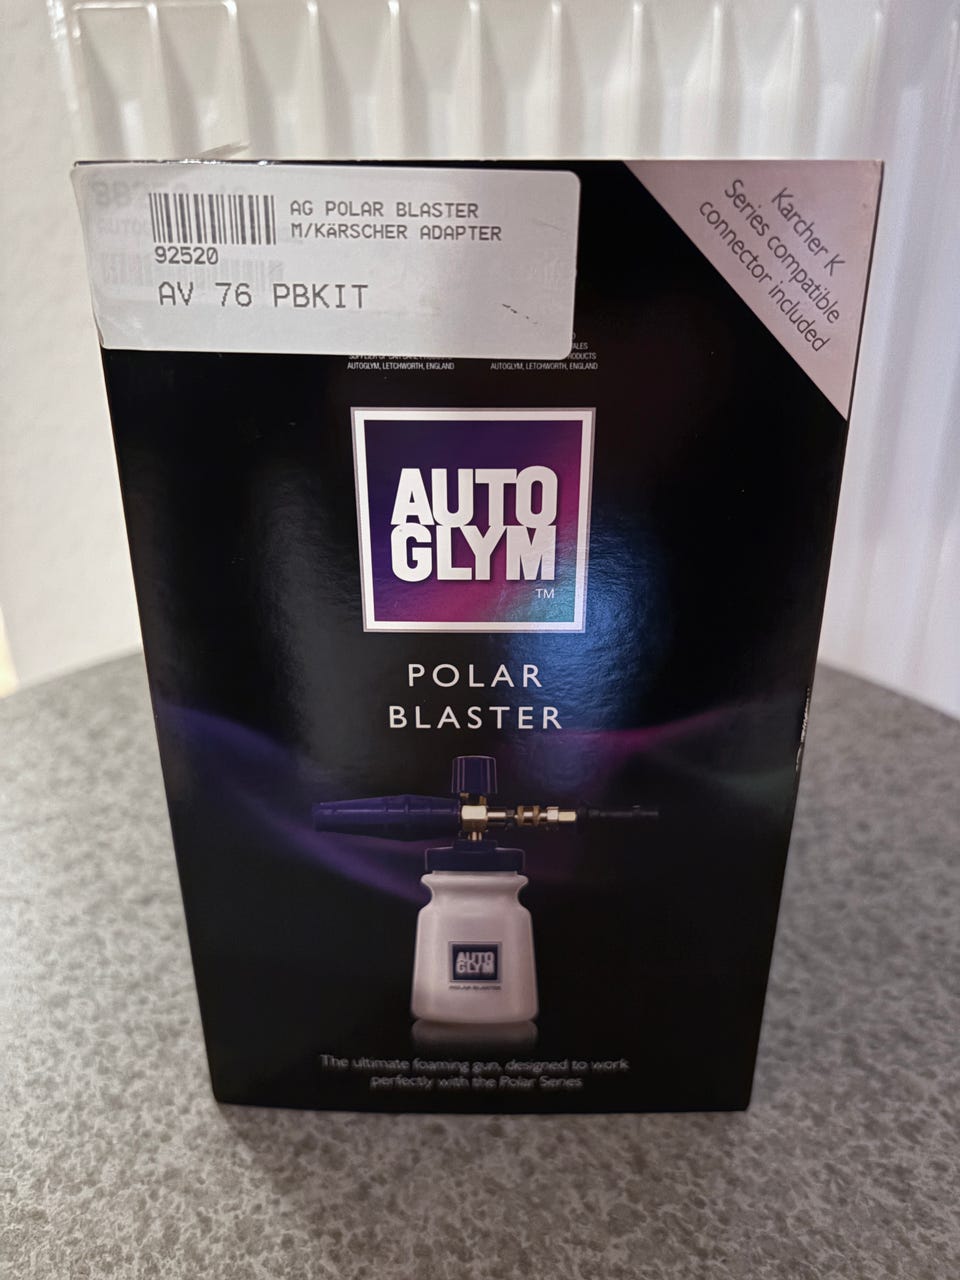 AG POLAR BLASTER
M/KäRSCHER ADAPTER
92520
AV 76 PBKIT
Karcher K
Series compatible
connector included
AUTOGLYM, LETCHWORTH, ENGLAND
AUTOGLYM, LETCHWORTH, ENGLAND
AUTO
GLYM
TM
POLAR
BLASTER
AUTO
GLYM
POLAR BLASTER
The ultimate foaming gun, designed to work
perfectly with the Polar Series